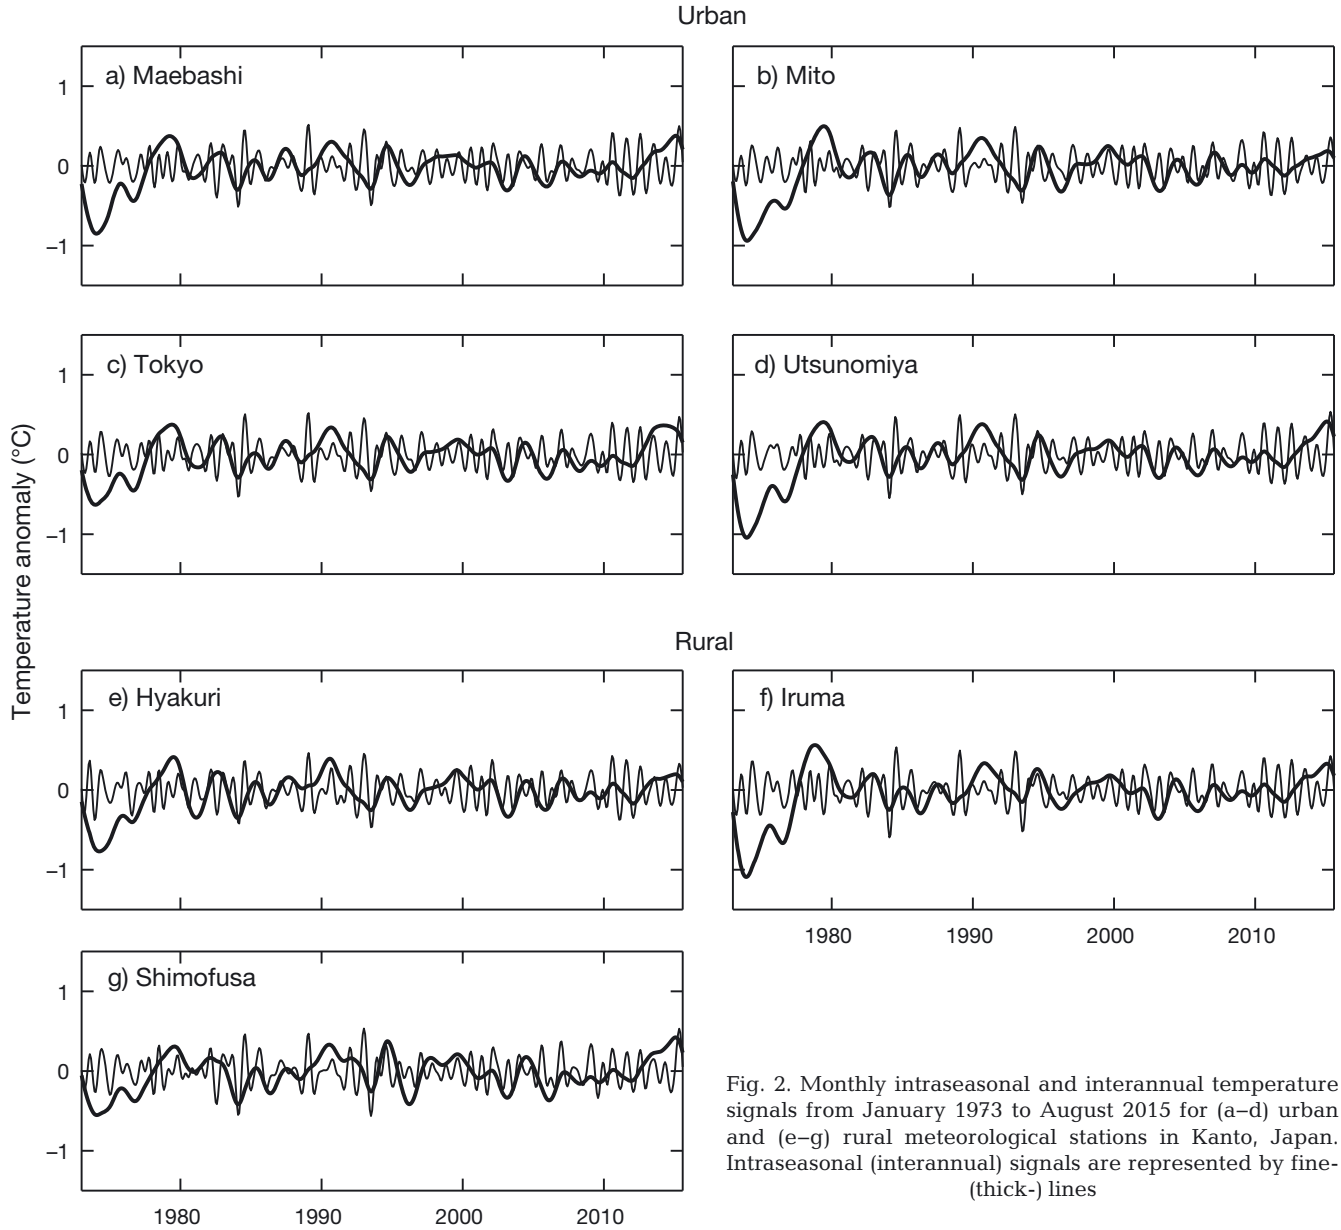 Urban
a) Maebashi
b) Mito
1
0
−1
c) Tokyo
d) Utsunomiya
1
0
−1
Temperature anomaly (°C)
Rural
e) Hyakuri
f) Iruma
1
0
−1
1980 1990 2000 2010
g) Shimofusa
1
0
−1
1980 1990 2000 2010
Fig. 2. Monthly intraseasonal and interannual temperature
signals from January 1973 to August 2015 for (a–d) urban
and (e–g) rural meteorological stations in Kanto, Japan.
Intraseasonal (interannual) signals are represented by fine-
(thick-) lines